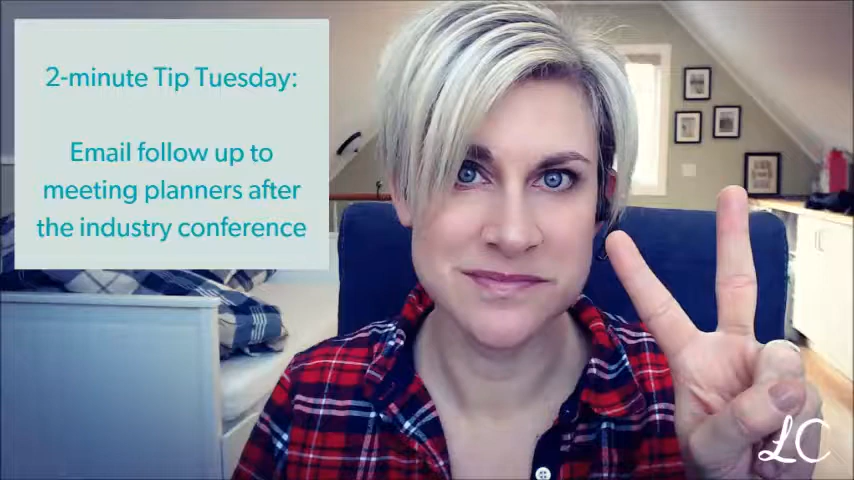 2-minute Tip Tuesday:
Email follow up to
meeting planners after
the industry conference
LC